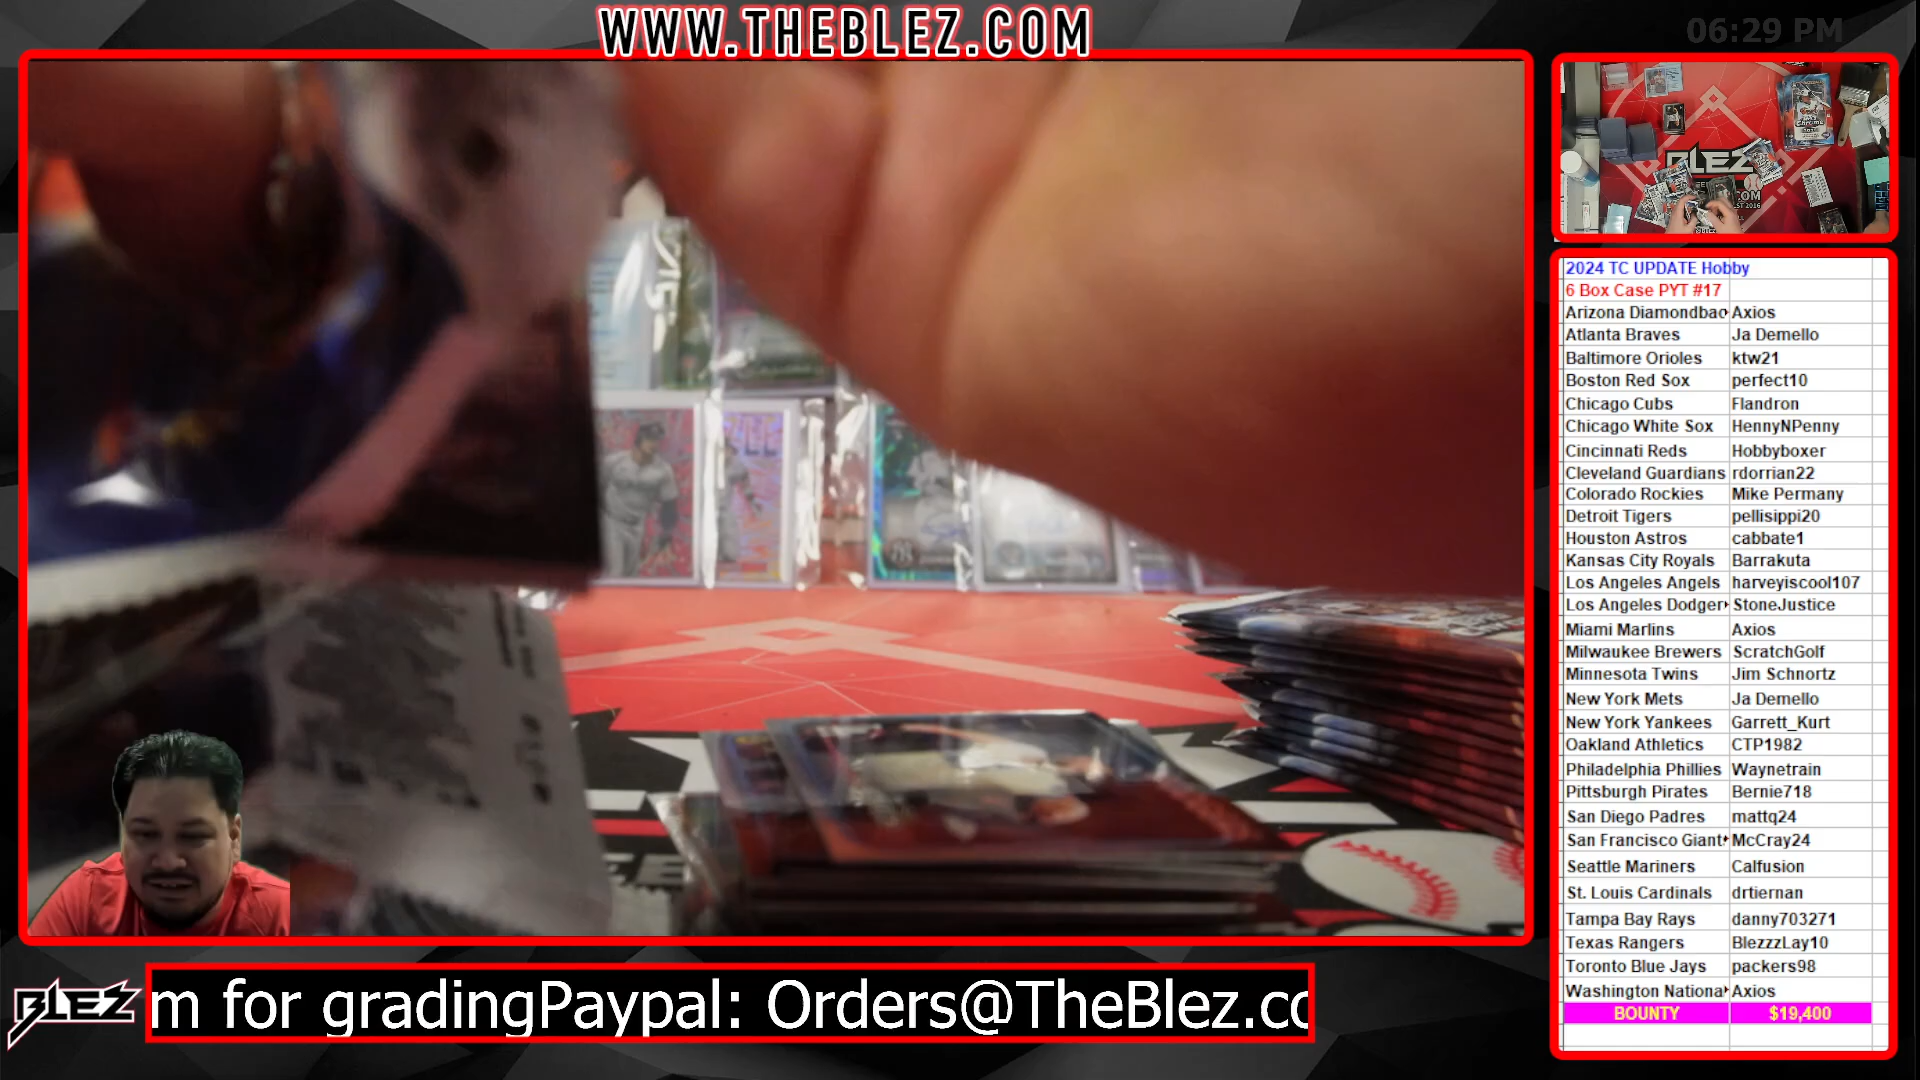 WWW.THEBLEZ.COM
06:29 PM
BLEZ
2024 TC UPDATE Hobby
6 Box Case PYT #17
Arizona Diamondbac Axios
Atlanta Braves Ja Demello
Baltimore Orioles ktw21
Boston Red Sox perfect10
Chicago Cubs Flandron
Chicago White Sox HennyNPenny
Cincinnati Reds Hobbyboxer
Cleveland Guardians rdorrian22
Colorado Rockies Mike Permany
Detroit Tigers pellisippi20
Houston Astros cabbate1
Kansas City Royals Barrakuta
Los Angeles Angels harveyiscool107
Los Angeles Dodger StoneJustice
Miami Marlins Axios
Milwaukee Brewers ScratchGolf
Minnesota Twins Jim Schnortz
New York Mets Ja Demello
New York Yankees Garrett_Kurt
Oakland Athletics CTP1982
Philadelphia Phillies Waynetrain
Pittsburgh Pirates Bernie718
San Diego Padres mattq24
San Francisco Giant McCray24
Seattle Mariners Calfusion
St. Louis Cardinals drtiernan
Tampa Bay Rays danny703271
Texas Rangers BlezzzLay10
Toronto Blue Jays packers98
Washington Nationa Axios
BOUNTY $19,400
BLEZ
m for gradingPaypal: Orders@TheBlez.co